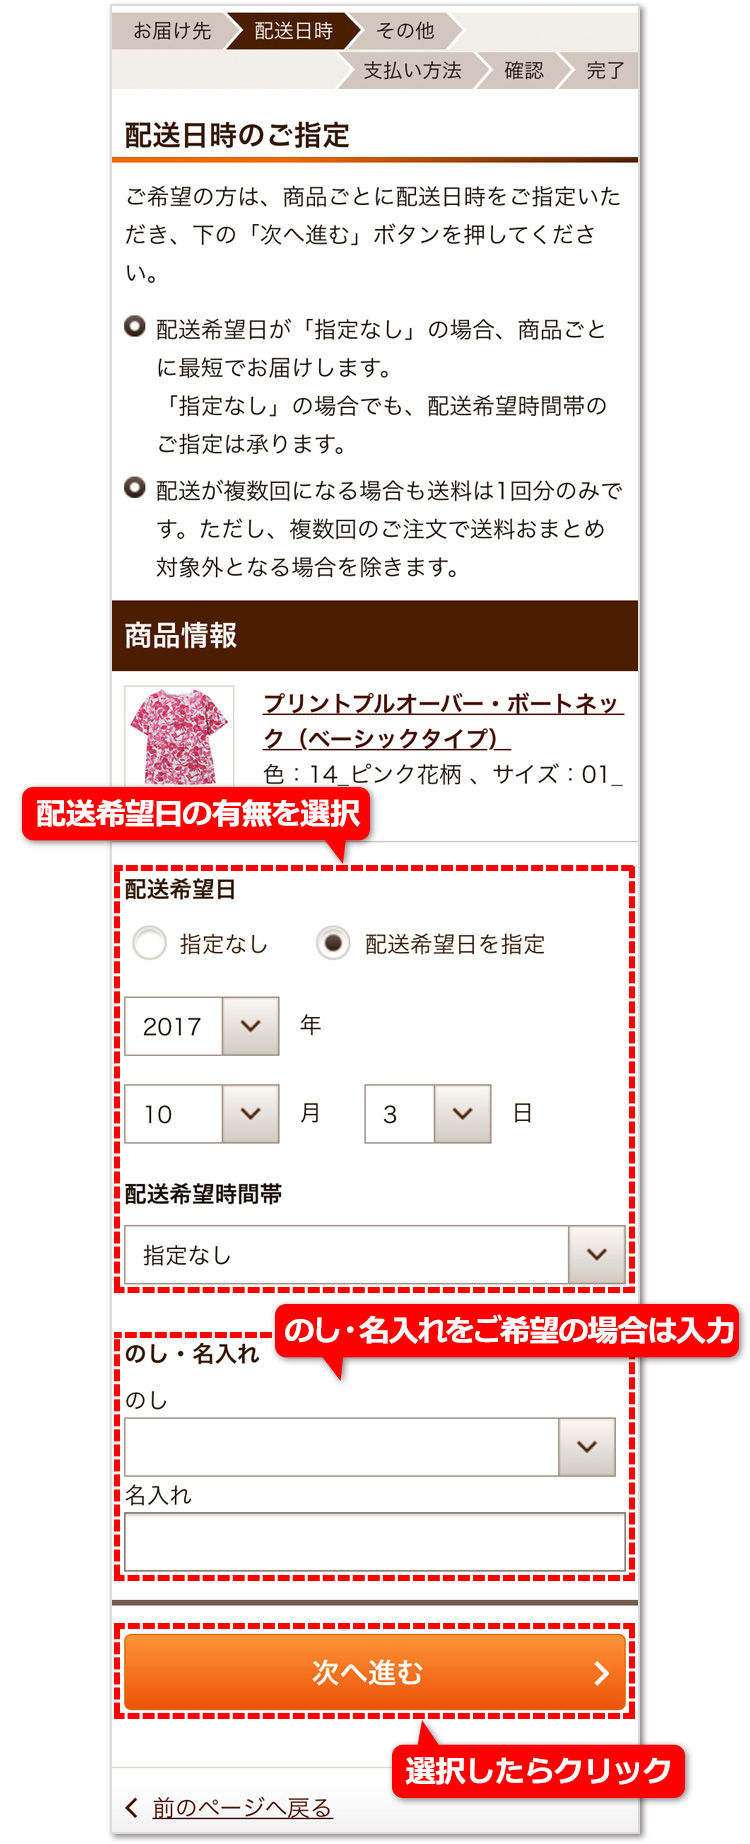 お届け先 配送日時 その他
支払い方法 確認 完了
配送日時のご指定
ご希望の方は、商品ごとに配送日時をご指定いた
だき、下の「次へ進む」ボタンを押してくださ
い。
配送希望日が「指定なし」の場合、商品ごと
に最短でお届けします。
「指定なし」の場合でも、配送希望時間帯の
ご指定は承ります。
配送が複数回になる場合も送料は1回分のみで
す。ただし、複数回のご注文で送料おまとめ
対象外となる場合を除きます。
商品情報
プリントプルオーバー・ボートネッ
ク（ベーシックタイプ）
色：14_ピンク花柄 、サイズ：01_
配送希望日の有無を選択
配送希望日
指定なし 配送希望日を指定
2017 年
10 月 3 日
配送希望時間帯
指定なし
のし・名入れをご希望の場合は入力
のし・名入れ
のし
名入れ
次へ進む
選択したらクリック
前のページへ戻る